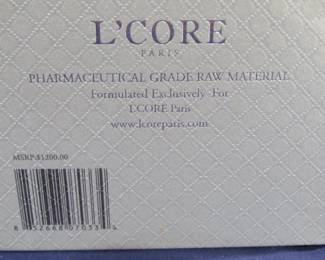 L'CORE
PARIS
PHARMACEUTICAL GRADE RAW MATERIAL
Formulated Exclusively For
L'CORE Paris
www.lcoreparis.com
MSRP $1200.00